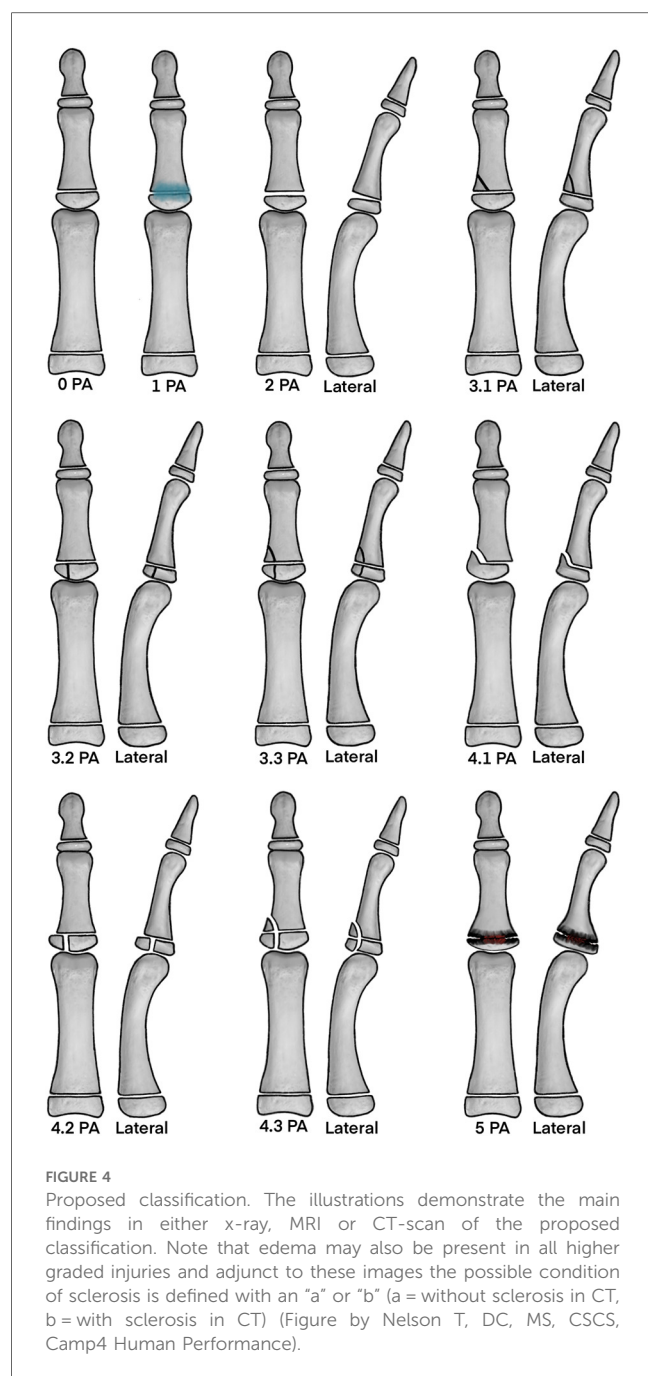 0 PA 1 PA 2 PA Lateral 3.1 PA Lateral
3.2 PA Lateral 3.3 PA Lateral 4.1 PA Lateral
4.2 PA Lateral 4.3 PA Lateral 5 PA Lateral
FIGURE 4
Proposed classification. The illustrations demonstrate the main
findings in either x-ray, MRI or CT-scan of the proposed
classification. Note that edema may also be present in all higher
graded injuries and adjunct to these images the possible condition
of sclerosis is defined with an “a” or “b” (a = without sclerosis in CT,
b = with sclerosis in CT) (Figure by Nelson T, DC, MS, CSCS,
Camp4 Human Performance).